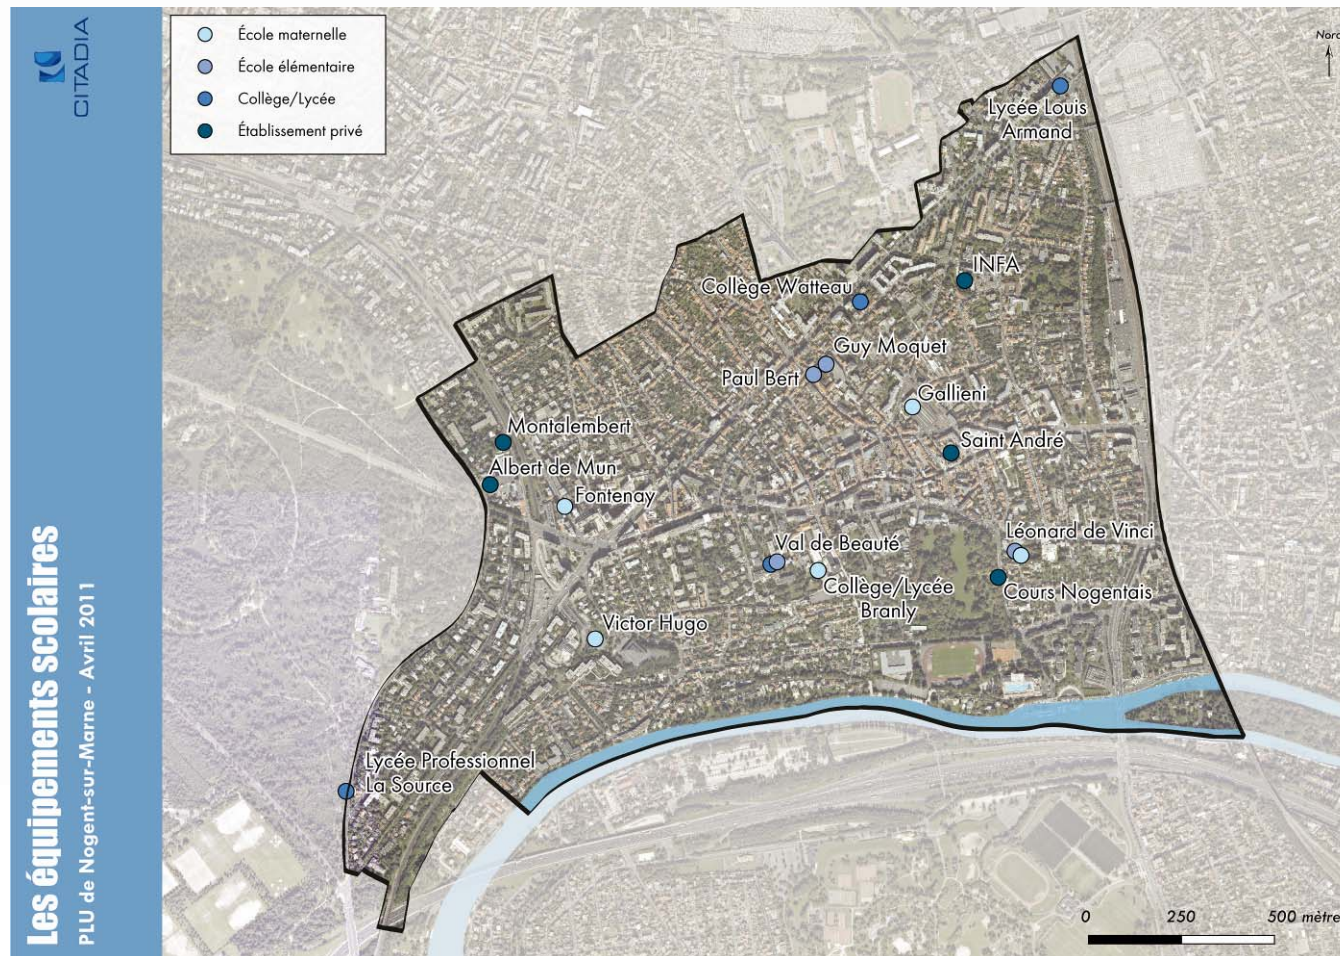 Les équipements scolaires
PLU de Nogent-sur-Marne - Avril 2011
CITADIA
École maternelle
École élémentaire
Collège/Lycée
Établissement privé
Nord
Lycée Louis
Armand
INFA
Collège Watteau
Guy Moquet
Paul Bert
Gallieni
Montalembert
Saint André
Albert de Mun
Fontenay
Léonard de Vinci
Val de Beauté
Collège/Lycée
Branly
Cours Nogentais
Victor Hugo
Lycée Professionnel
La Source
0 250 500 mètre